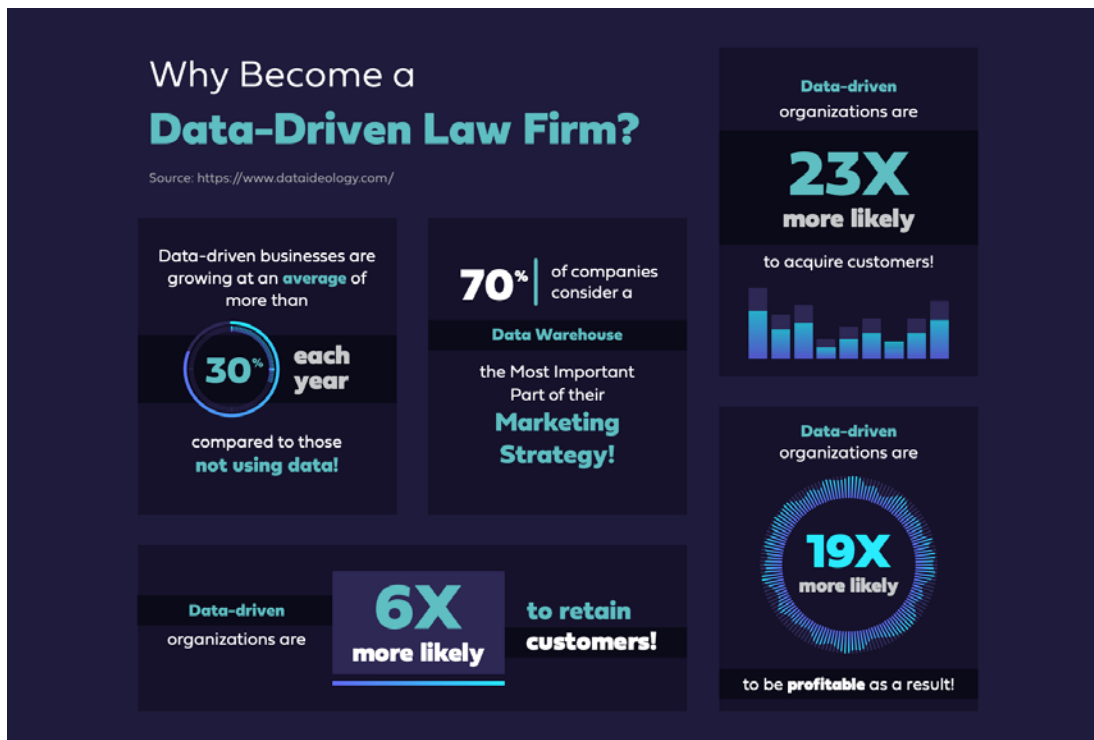 Why Become a
Data-Driven Law Firm?
Source: https://www.dataideology.com/
Data-driven businesses are
growing at an average of
more than
30%
each
year
compared to those
not using data!
70%
of companies
consider a
Data Warehouse
the Most Important
Part of their
Marketing
Strategy!
Data-driven
organizations are
6X
more likely
to retain
customers!
Data-driven
organizations are
23X
more likely
to acquire customers!
Data-driven
organizations are
19X
more likely
to be profitable as a result!